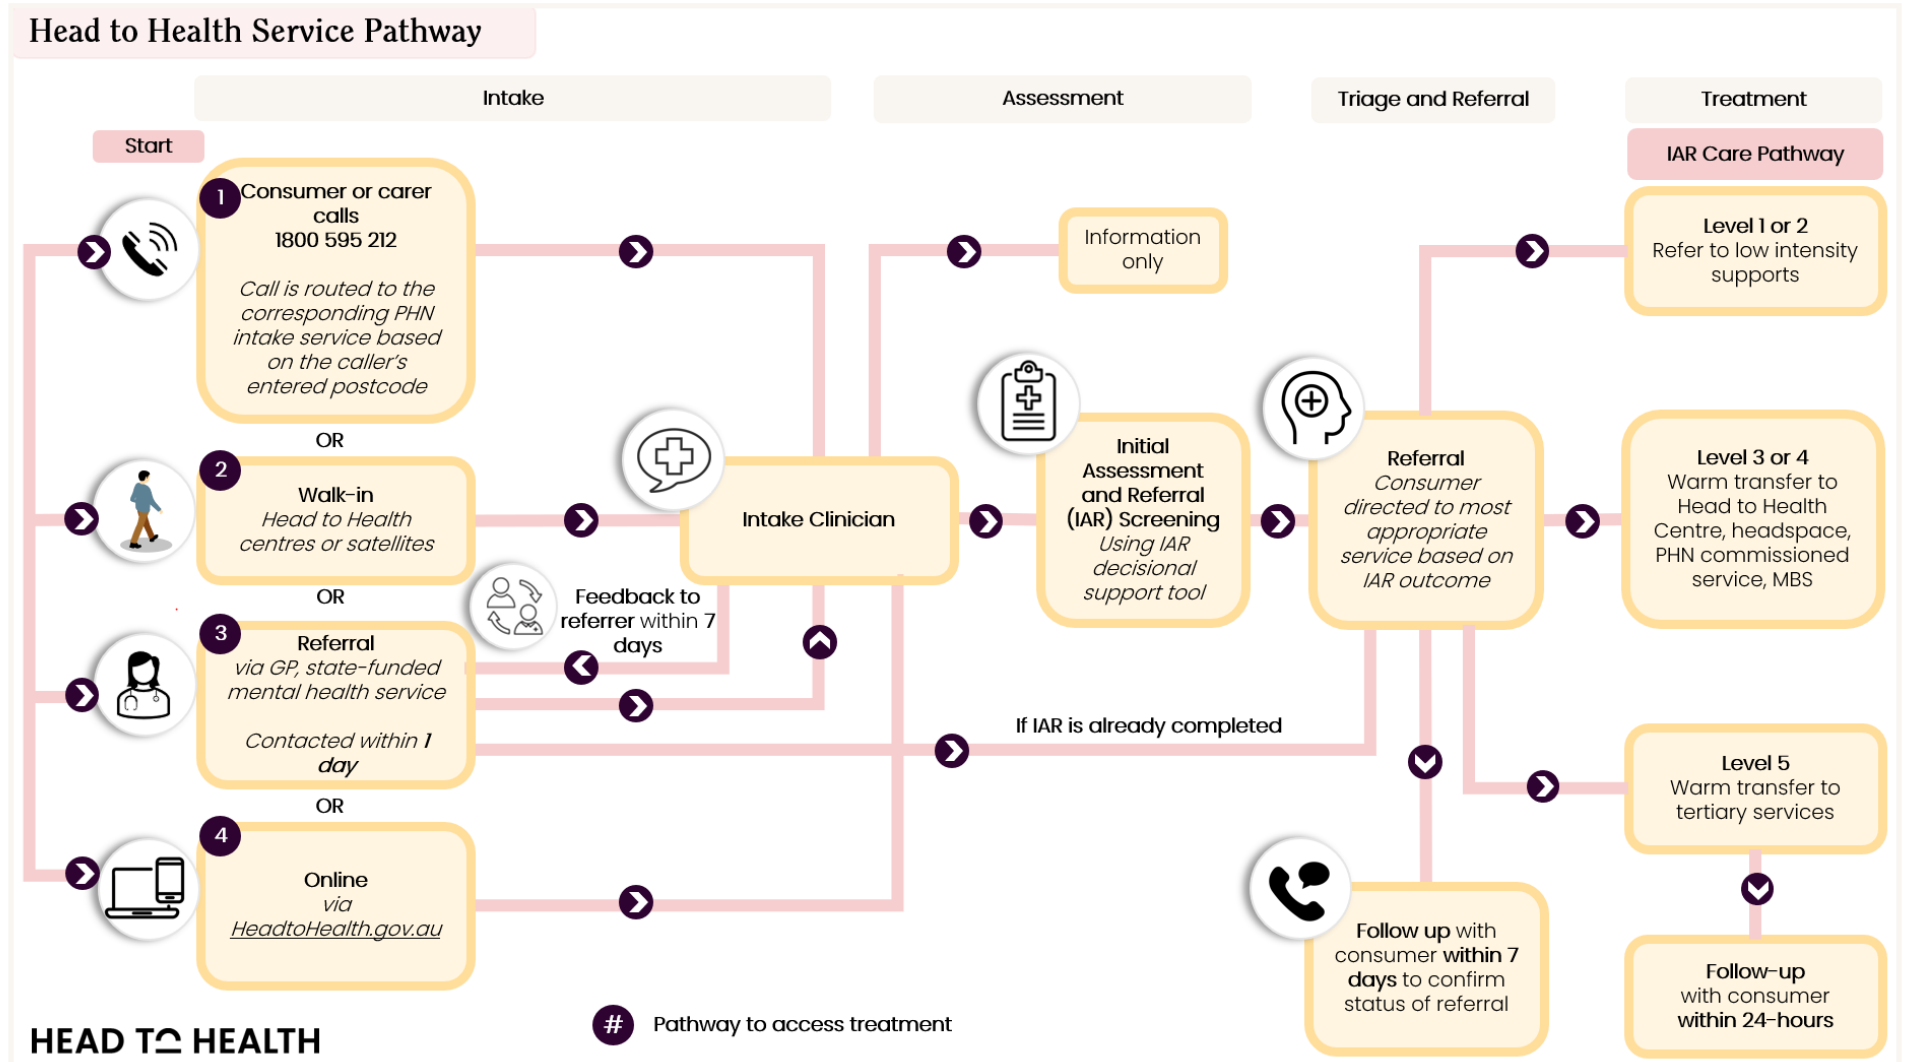 Head to Health Service Pathway
Intake
Assessment
Triage and Referral
Treatment
Start
IAR Care Pathway
1
Consumer or carer
calls
1800 595 212
Call is routed to the
corresponding PHN
intake service based
on the caller's
entered postcode
OR
2
Walk-in
Head to Health
centres or satellites
OR
3
Referral
via GP, state-funded
mental health service
Contacted within 1
day
OR
4
Online
via
HeadtoHealth.gov.au
Feedback to
referrer within 7
days
Intake Clinician
Information
only
Initial
Assessment
and Referral
(IAR) Screening
Using IAR
decisional
support tool
If IAR is already completed
Referral
Consumer
directed to most
appropriate
service based on
IAR outcome
Follow up with
consumer within 7
days to confirm
status of referral
Level 1 or 2
Refer to low intensity
supports
Level 3 or 4
Warm transfer to
Head to Health
Centre, headspace,
PHN commissioned
service, MBS
Level 5
Warm transfer to
tertiary services
Follow-up
with consumer
within 24-hours
# Pathway to access treatment
HEAD TO HEALTH